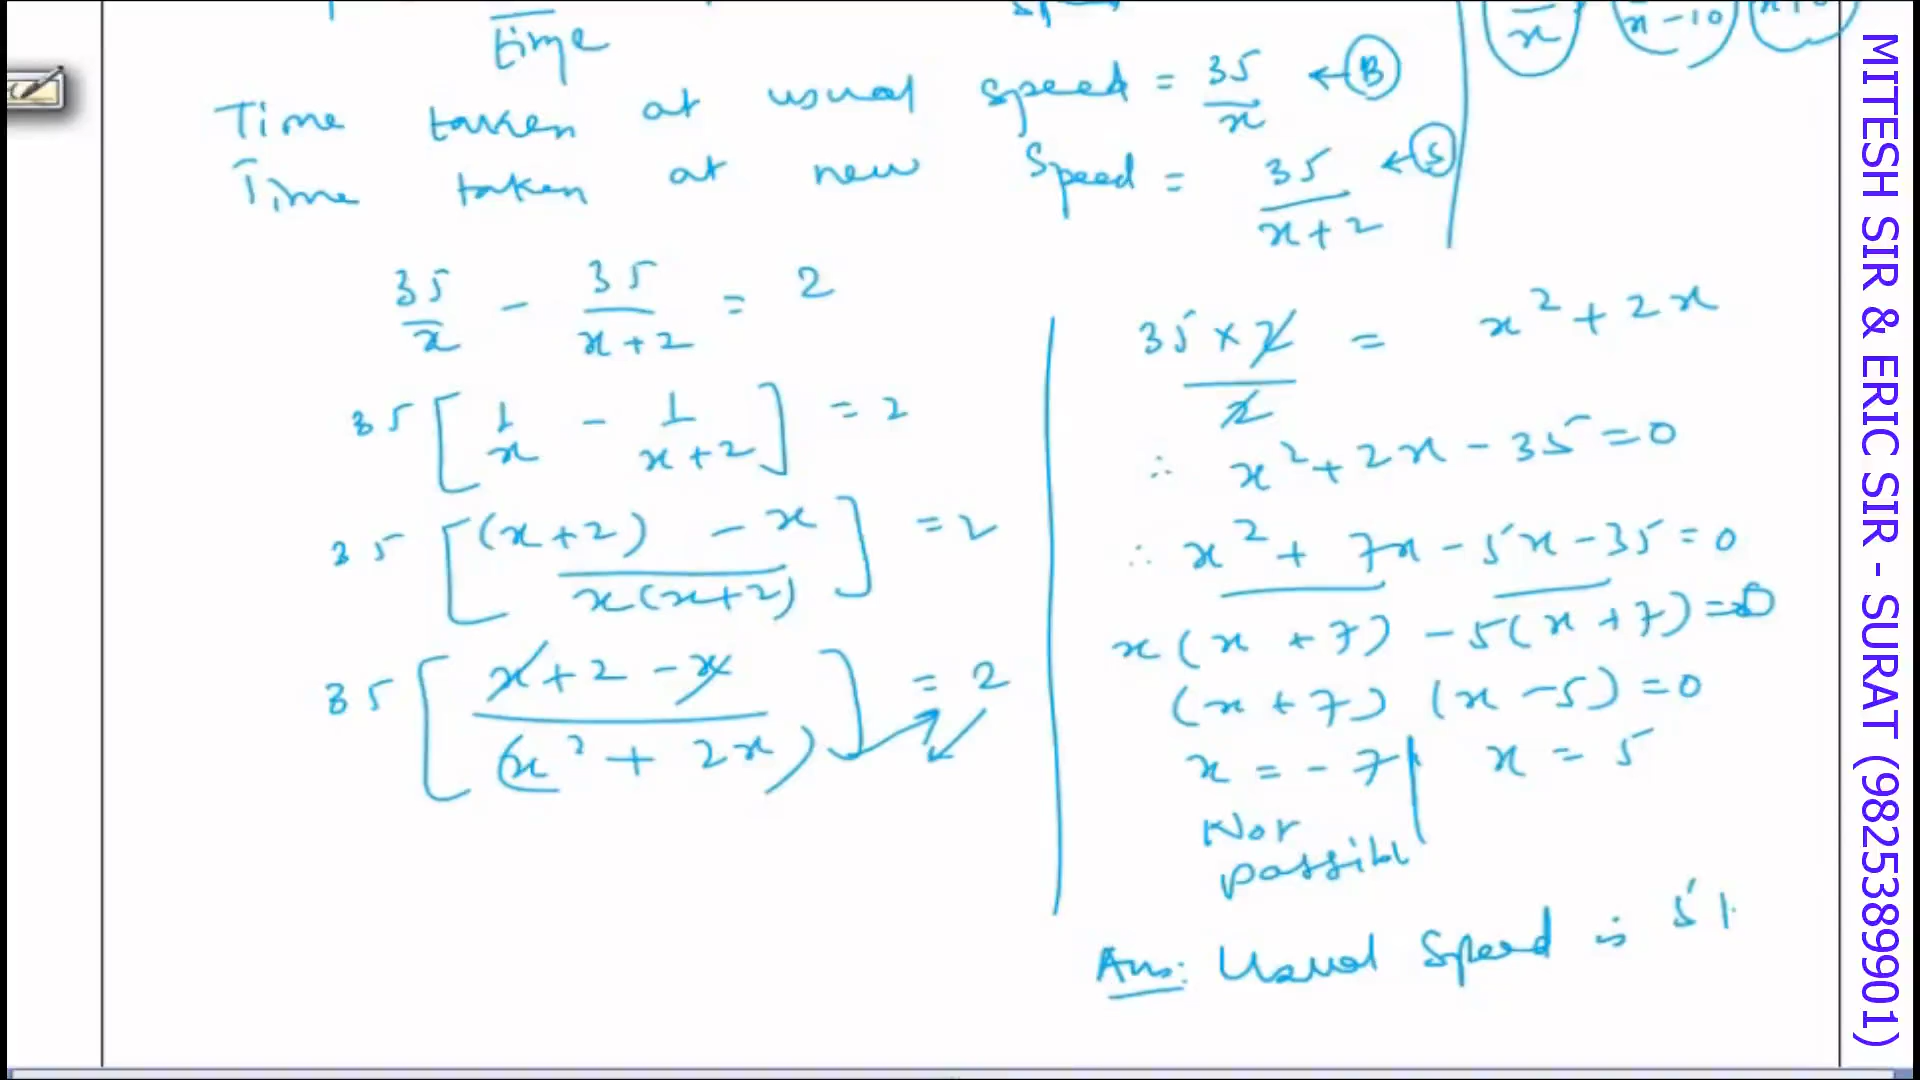 time
x
x-10
Time taken at usual speed = 35/x ← B
Time taken at new speed = 35/(x+2) ← S
35/x - 35/(x+2) = 2
35 [1/x - 1/(x+2)] = 2
35 [((x+2) - x)/(x(x+2))] = 2
35 [(x+2-x)/(x²+2x)] = 2
(35×2)/2 = x²+2x
∴ x²+2x-35=0
∴ x²+7x-5x-35=0
x(x+7)-5(x+7)=0
(x+7)(x-5)=0
x=-7 | x=5
Not
possible
Ans: Usual Speed is 5
MITESH SIR & ERIC SIR - SURAT (9825389901)